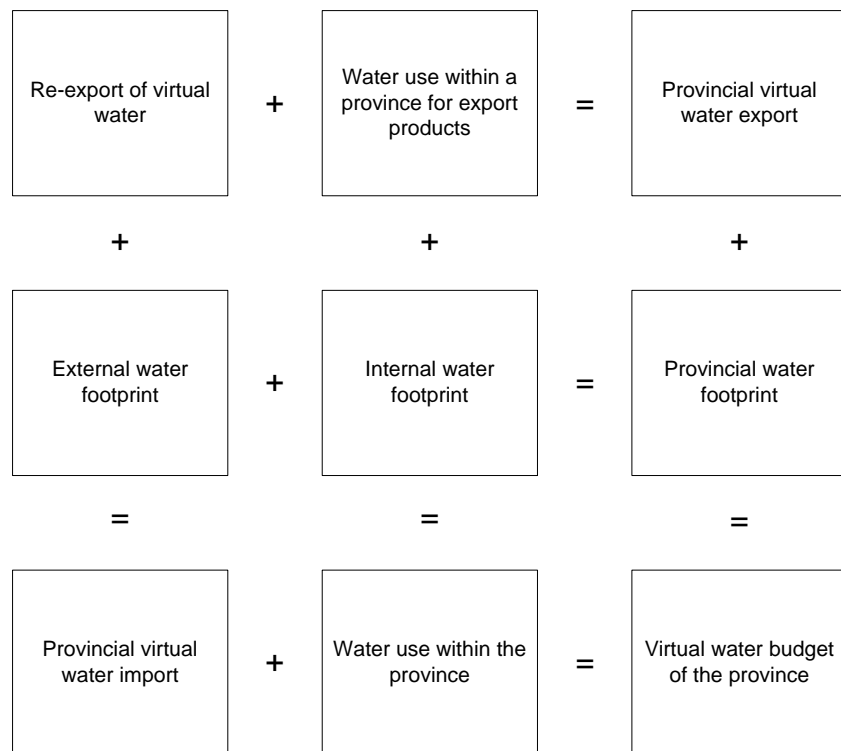 Re-export of virtual
water
+
Water use within a
province for export
products
=
Provincial virtual
water export
+
+
+
External water
footprint
+
Internal water
footprint
=
Provincial water
footprint
=
=
=
Provincial virtual
water import
+
Water use within the
province
=
Virtual water budget
of the province